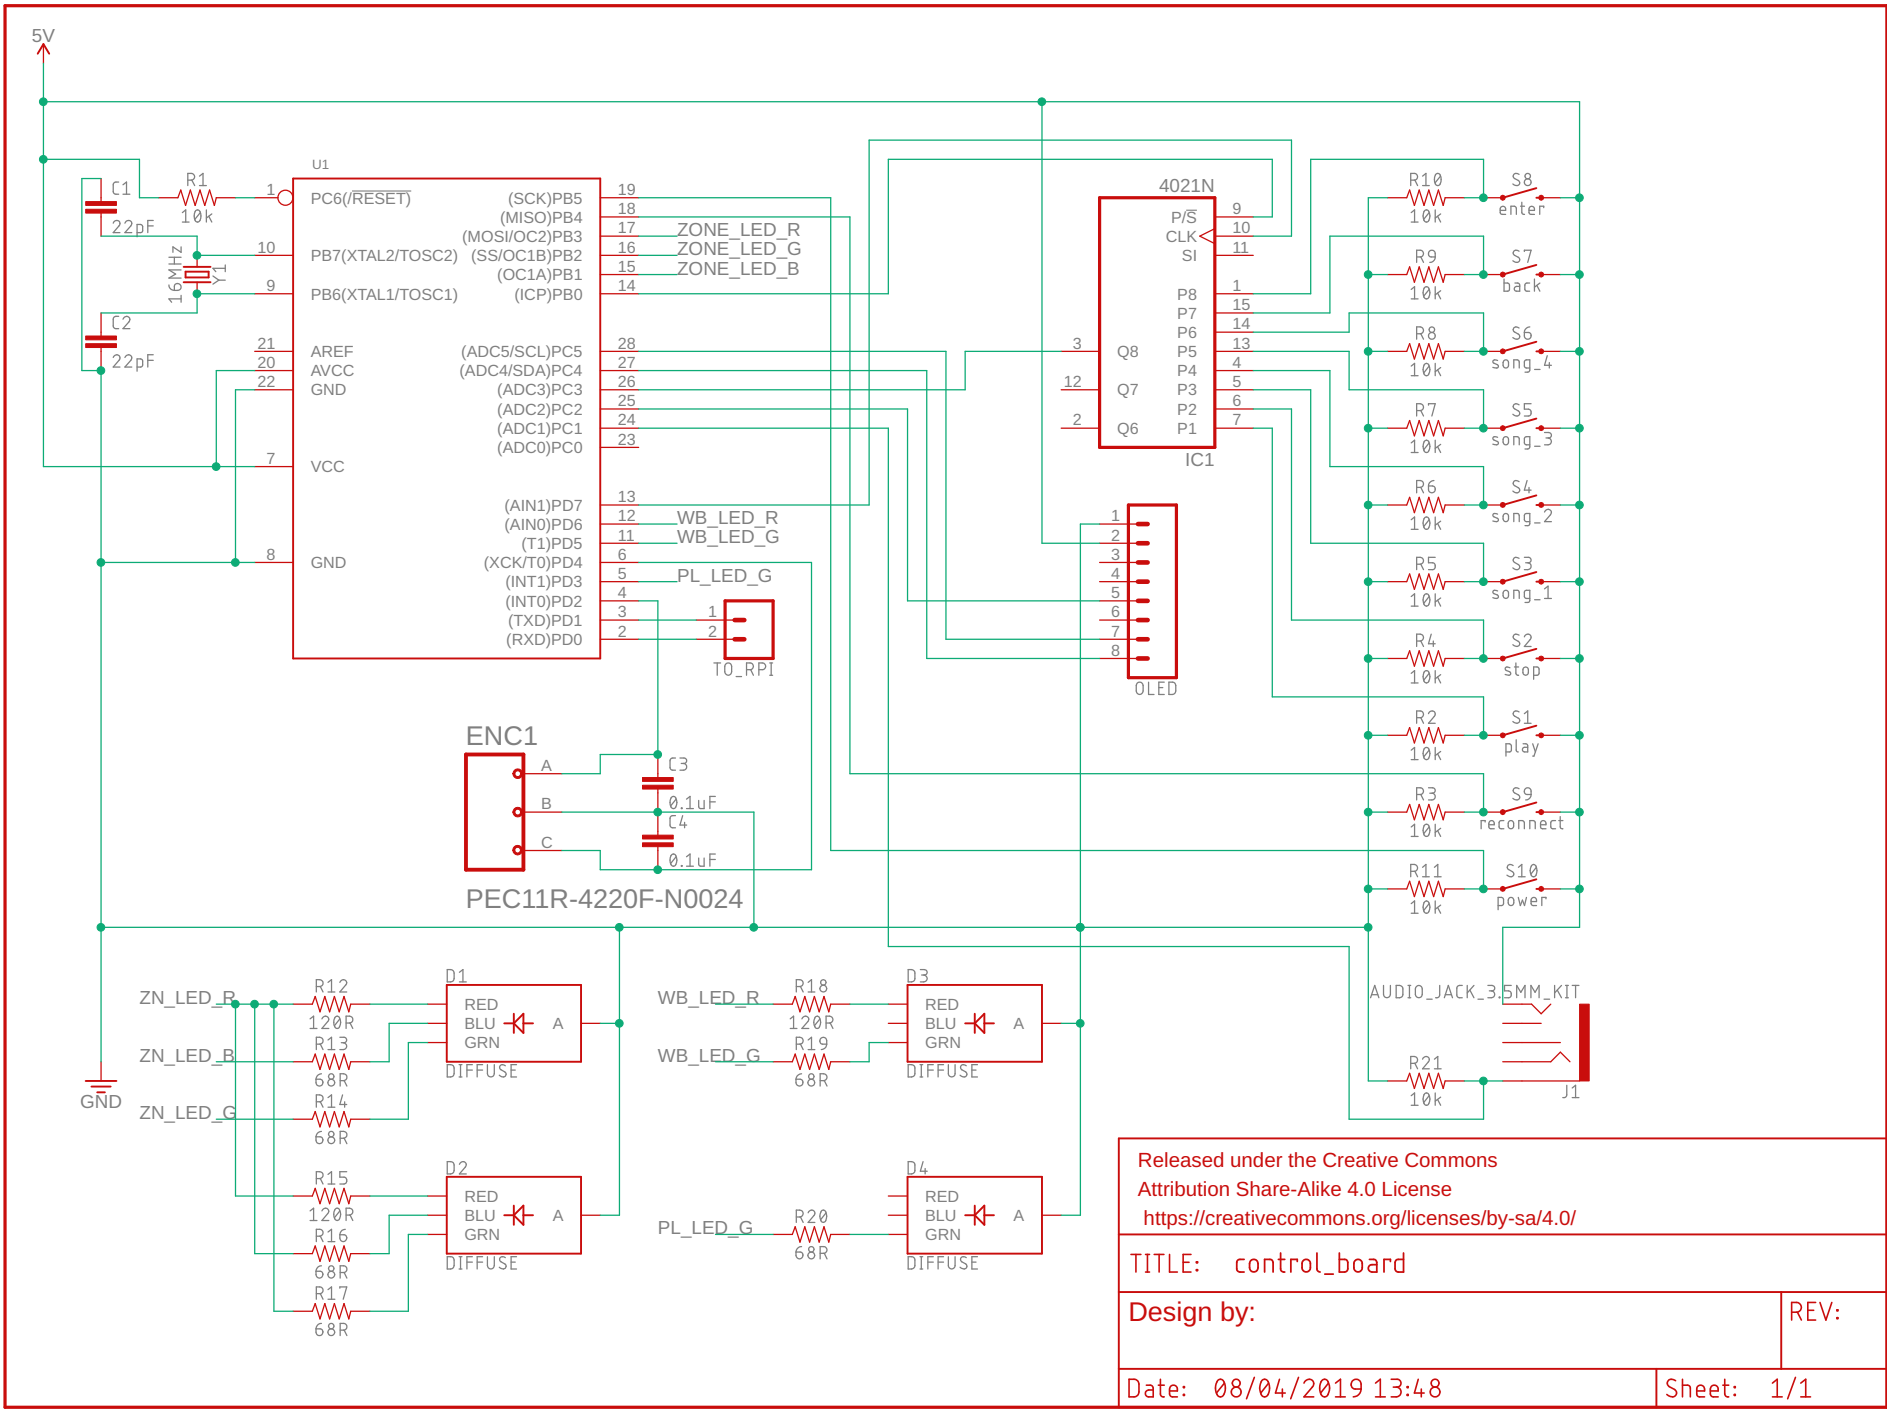 5V
U1
C1
22pF
R1
10k
16MHz
Y1
C2
22pF
1
10
9
21
20
22
7
8
PC6(/RESET)
PB7(XTAL2/TOSC2)
PB6(XTAL1/TOSC1)
AREF
AVCC
GND
VCC
GND
(SCK)PB5
(MISO)PB4
(MOSI/OC2)PB3
(SS/OC1B)PB2
(OC1A)PB1
(ICP)PB0
(ADC5/SCL)PC5
(ADC4/SDA)PC4
(ADC3)PC3
(ADC2)PC2
(ADC1)PC1
(ADC0)PC0
(AIN1)PD7
(AIN0)PD6
(T1)PD5
(XCK/T0)PD4
(INT1)PD3
(INT0)PD2
(TXD)PD1
(RXD)PD0
19
18
17
16
15
14
28
27
26
25
24
23
13
12
11
6
5
4
3
2
ZONE_LED_R
ZONE_LED_G
ZONE_LED_B
WB_LED_R
WB_LED_G
PL_LED_G
1
2
TO_RPI
4021N
P/S
CLK
SI
P8
P7
P6
P5
P4
P3
P2
P1
Q8
Q7
Q6
3
12
2
9
10
11
1
15
14
13
4
5
6
7
IC1
1
2
3
4
5
6
7
8
OLED
R10
10k
S8
enter
R9
10k
S7
back
R8
10k
S6
song_4
R7
10k
S5
song_3
R6
10k
S4
song_2
R5
10k
S3
song_1
R4
10k
S2
stop
R2
10k
S1
play
R3
10k
S9
reconnect
R11
10k
S10
power
ENC1
A
B
C
C3
0.1uF
C4
0.1uF
PEC11R-4220F-N0024
GND
ZN_LED_R
ZN_LED_B
ZN_LED_G
R12
120R
R13
68R
R14
68R
D1
RED
BLU
GRN
A
DIFFUSE
R15
120R
R16
68R
R17
68R
D2
RED
BLU
GRN
A
DIFFUSE
WB_LED_R
WB_LED_G
R18
120R
R19
68R
D3
RED
BLU
GRN
A
DIFFUSE
PL_LED_G
R20
68R
D4
RED
BLU
GRN
A
DIFFUSE
AUDIO_JACK_3.5MM_KIT
R21
10k
J1
Released under the Creative Commons
Attribution Share-Alike 4.0 License
https://creativecommons.org/licenses/by-sa/4.0/
TITLE: control_board
Design by:
REV:
Date: 08/04/2019 13:48
Sheet: 1/1